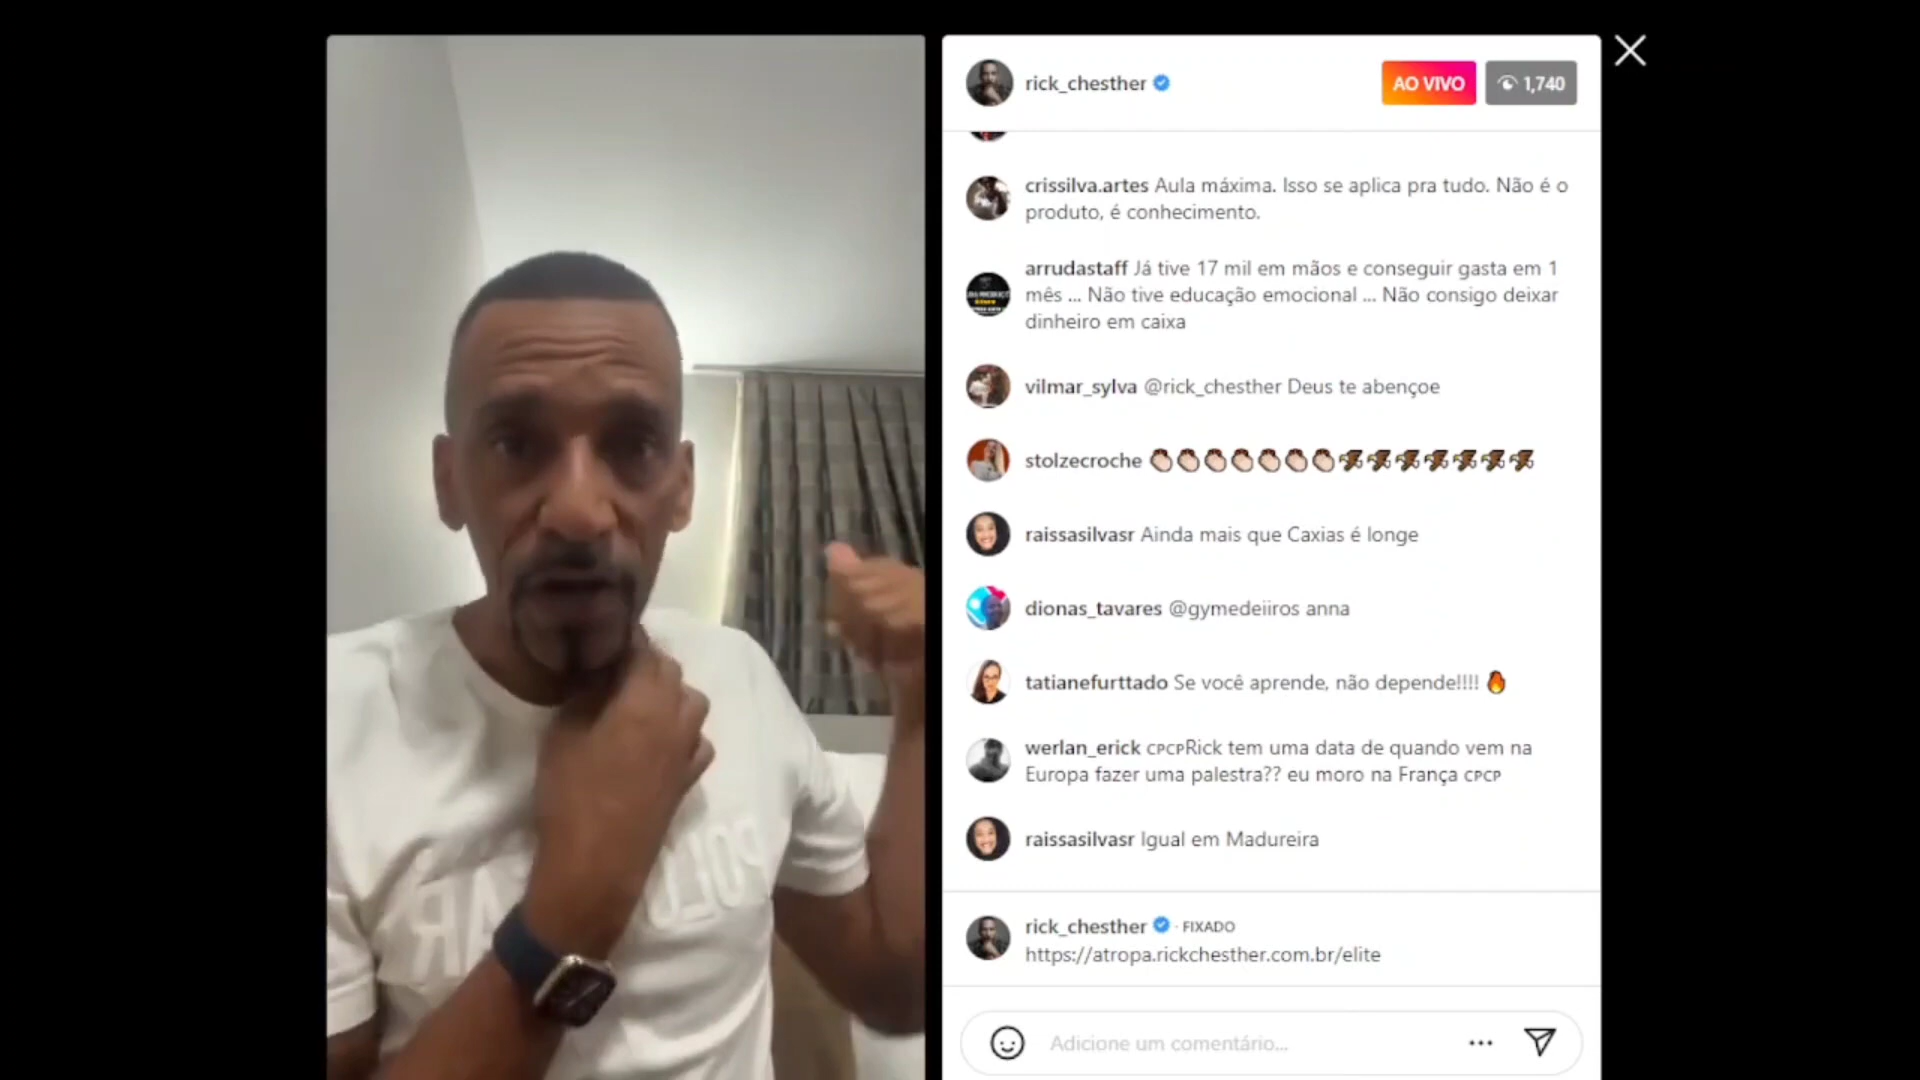 rick_chesther
AO VIVO
1,740
crissilva.artes Aula máxima. Isso se aplica pra tudo. Não é o
produto, é conhecimento.
arrudastaff Já tive 17 mil em mãos e conseguir gasta em 1
mês ... Não tive educação emocional ... Não consigo deixar
dinheiro em caixa
vilmar_sylva @rick_chesther Deus te abençoe
stolzecroche
raissasilvasr Ainda mais que Caxias é longe
dionas_tavares @gymedeiiros anna
tatianefurttado Se você aprende, não depende!!!! 🔥
werlan_erick cpcpRick tem uma data de quando vem na
Europa fazer uma palestra?? eu moro na França cpcp
raissasilvasr Igual em Madureira
rick_chesther · FIXADO
https://atropa.rickchesther.com.br/elite
Adicione um comentário...